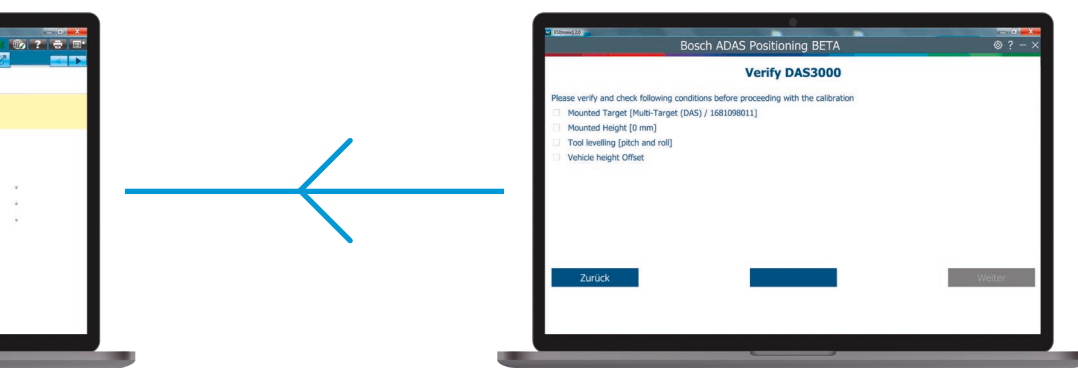 ?
Bosch ADAS Positioning BETA
?
Verify DAS3000
Please verify and check following conditions before proceeding with the calibration
Mounted Target [Multi-Target (DAS) / 1681098011]
Mounted Height [0 mm]
Tool levelling [pitch and roll]
Vehicle height Offset
Zurück
Weiter